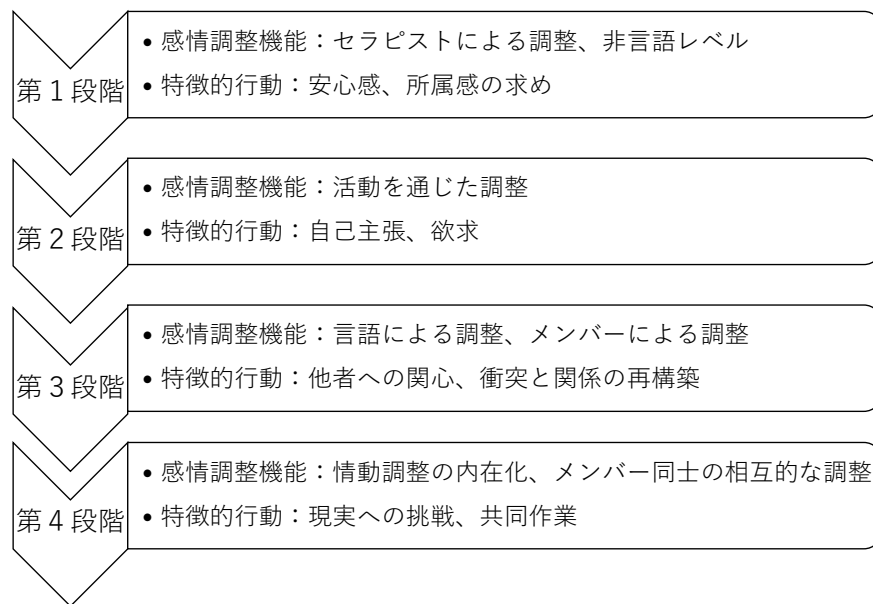 第1段階
• 感情調整機能：セラピストによる調整、非言語レベル
• 特徴的行動：安心感、所属感の求め
第2段階
• 感情調整機能：活動を通じた調整
• 特徴的行動：自己主張、欲求
第3段階
• 感情調整機能：言語による調整、メンバーによる調整
• 特徴的行動：他者への関心、衝突と関係の再構築
第4段階
• 感情調整機能：情動調整の内在化、メンバー同士の相互的な調整
• 特徴的行動：現実への挑戦、共同作業